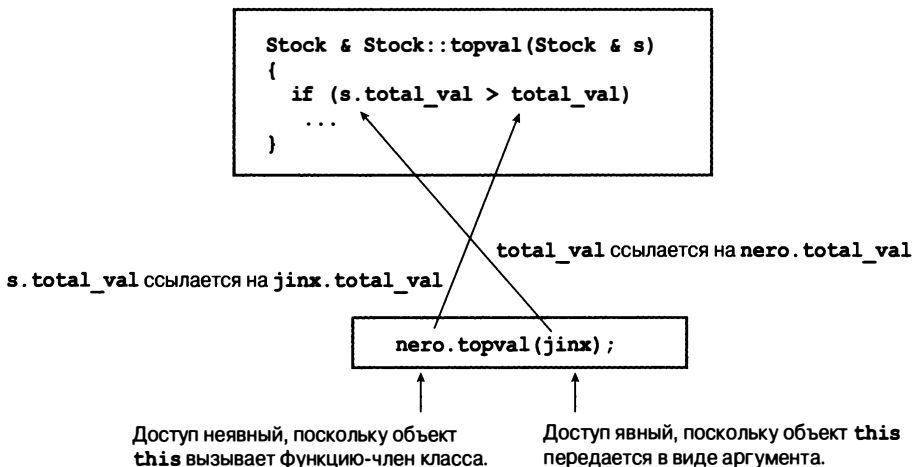 Stock & Stock::topval(Stock & s)
{
if (s.total_val > total_val)
...
}
total_val ссылается на nero.total_val
s.total_val ссылается на jinx.total_val
nero.topval(jinx);
Доступ неявный, поскольку объект
this вызывает функцию-член класса.
Доступ явный, поскольку объект this
передается в виде аргумента.